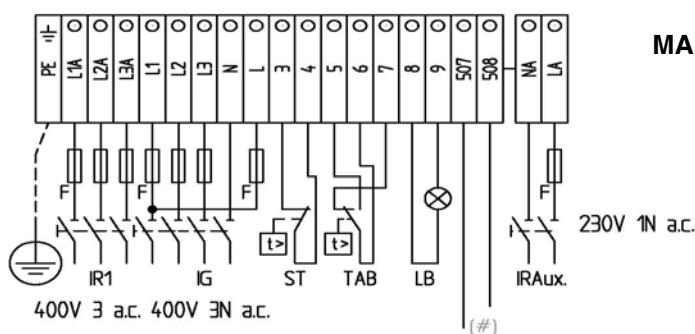 MA
PE L1A L2A L3A L1 L2 L3 N L 3 4 5 6 7 8 9 507 508 NA LA
F F F F
t> t>
230V 1N a.c.
IR1 IG ST TAB LB IRAux.
400V 3 a.c. 400V 3N a.c.
(#)